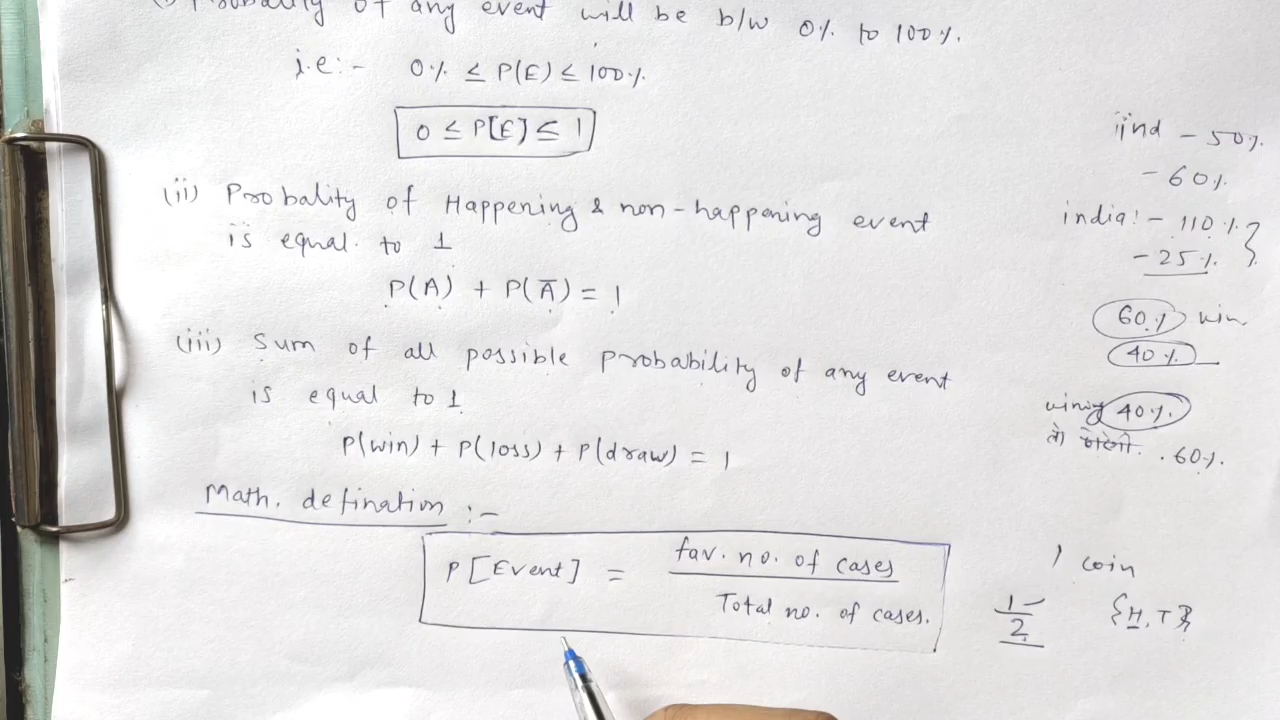 (i) Probality of any event will be b/w 0% to 100%.
i.e:- 0% ≤ P(E) ≤ 100%
0 ≤ P[E] ≤ 1
(ii) Probality of Happening & non-happening event
is equal to 1
P(A) + P(Ā) = 1
(iii) Sum of all possible probability of any event
is equal to 1
P(win) + P(loss) + P(draw) = 1
Math. defination :-
P[Event] = fav. no. of cases
Total no. of cases.
iind - 50%.
- 60%
india:- 110%
- 25%
60% win
40%
wining 40%.
तो 60%.
1 coin
1
2
{H, T}